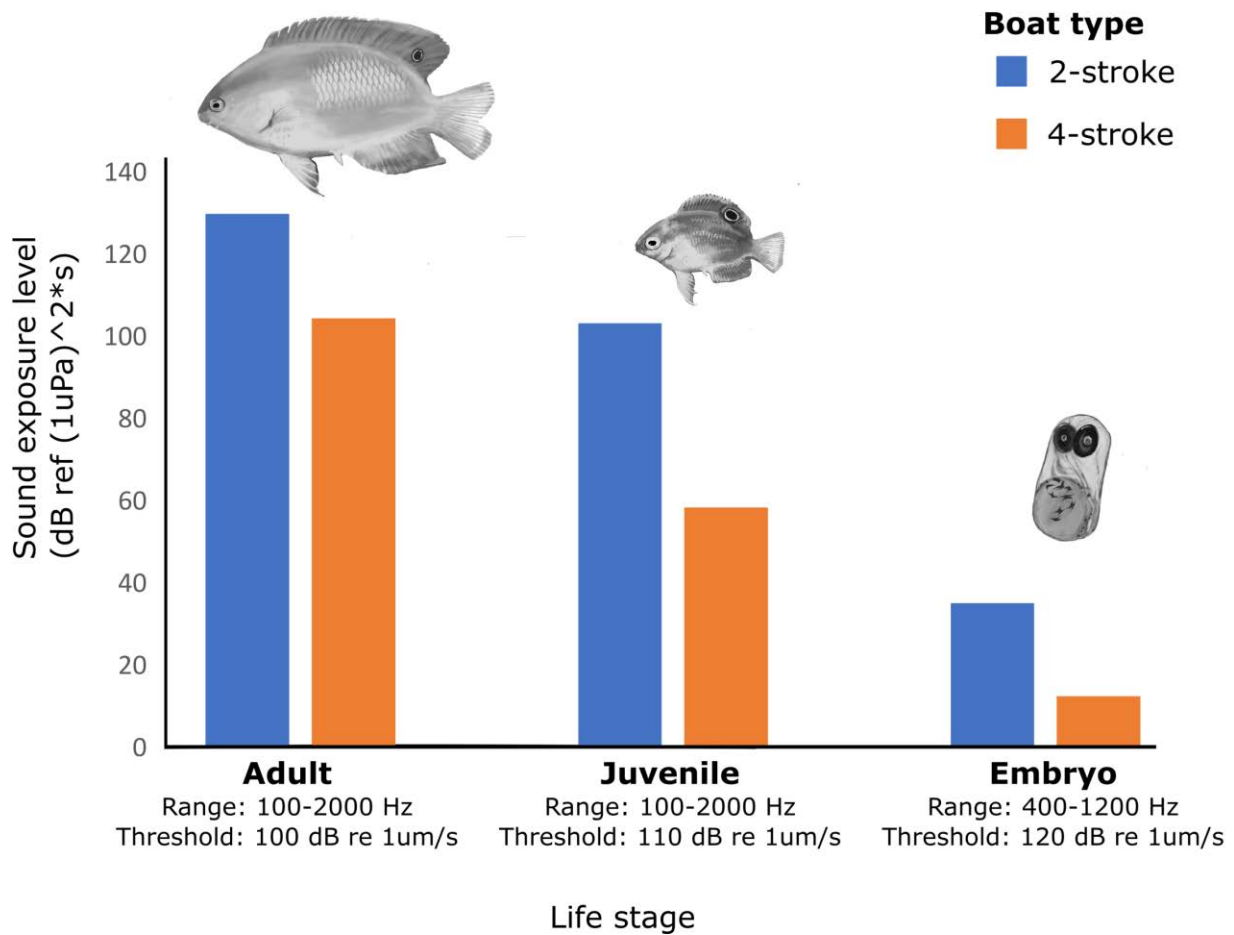 Boat type
2-stroke
4-stroke
Sound exposure level
(dB ref (1uPa)^2*s)
140
120
100
80
60
40
20
0
Adult
Range: 100-2000 Hz
Threshold: 100 dB re 1um/s
Juvenile
Range: 100-2000 Hz
Threshold: 110 dB re 1um/s
Embryo
Range: 400-1200 Hz
Threshold: 120 dB re 1um/s
Life stage